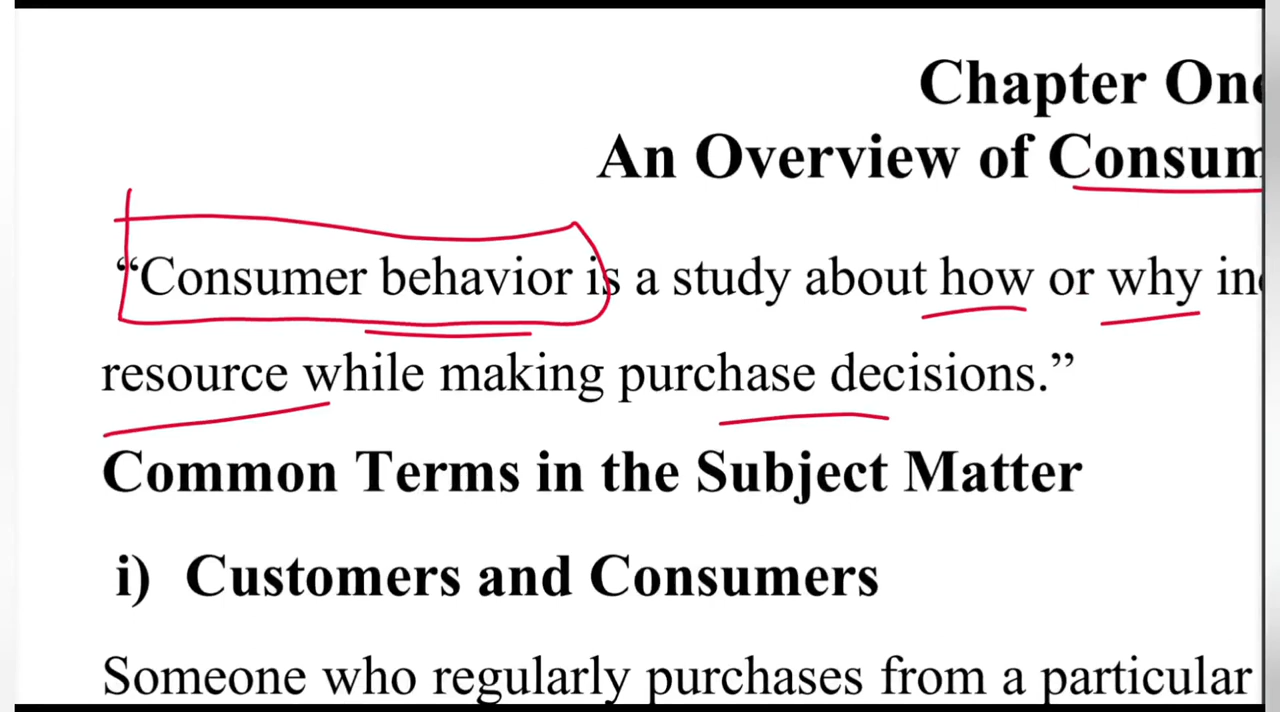 Chapter One
An Overview of Consum
“Consumer behavior is a study about how or why in
resource while making purchase decisions.”
Common Terms in the Subject Matter
i) Customers and Consumers
Someone who regularly purchases from a particular